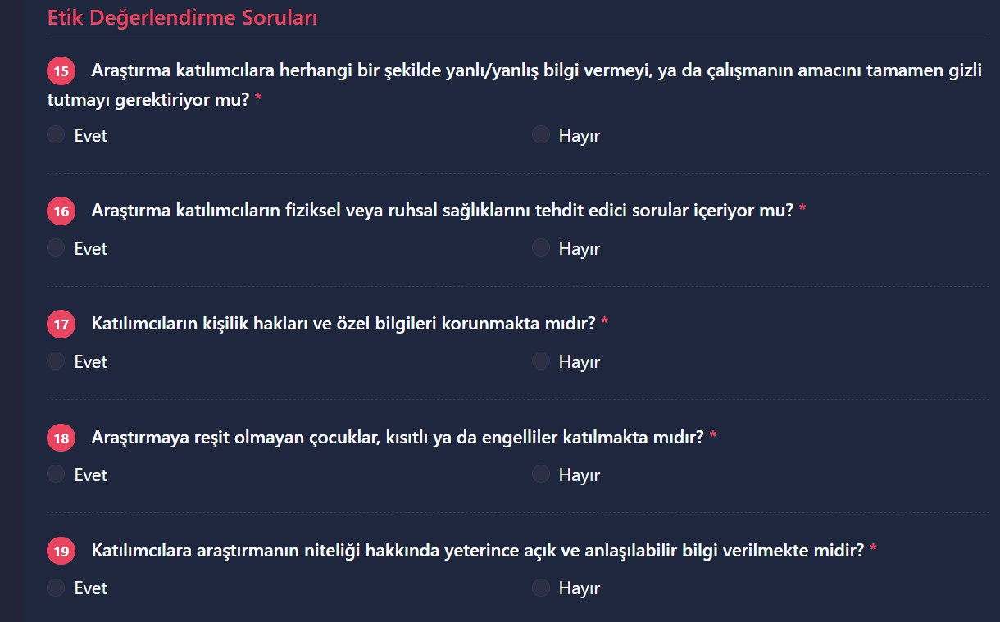 Etik Değerlendirme Soruları
15 Araştırma katılımcılara herhangi bir şekilde yanlı/yanlış bilgi vermeyi, ya da çalışmanın amacını tamamen gizli
tutmayı gerektiriyor mu? *
Evet Hayır
16 Araştırma katılımcıların fiziksel veya ruhsal sağlıklarını tehdit edici sorular içeriyor mu? *
Evet Hayır
17 Katılımcıların kişilik hakları ve özel bilgileri korunmakta mıdır? *
Evet Hayır
18 Araştırmaya reşit olmayan çocuklar, kısıtlı ya da engelliler katılmakta mıdır? *
Evet Hayır
19 Katılımcılara araştırmanın niteliği hakkında yeterince açık ve anlaşılabilir bilgi verilmekte midir? *
Evet Hayır